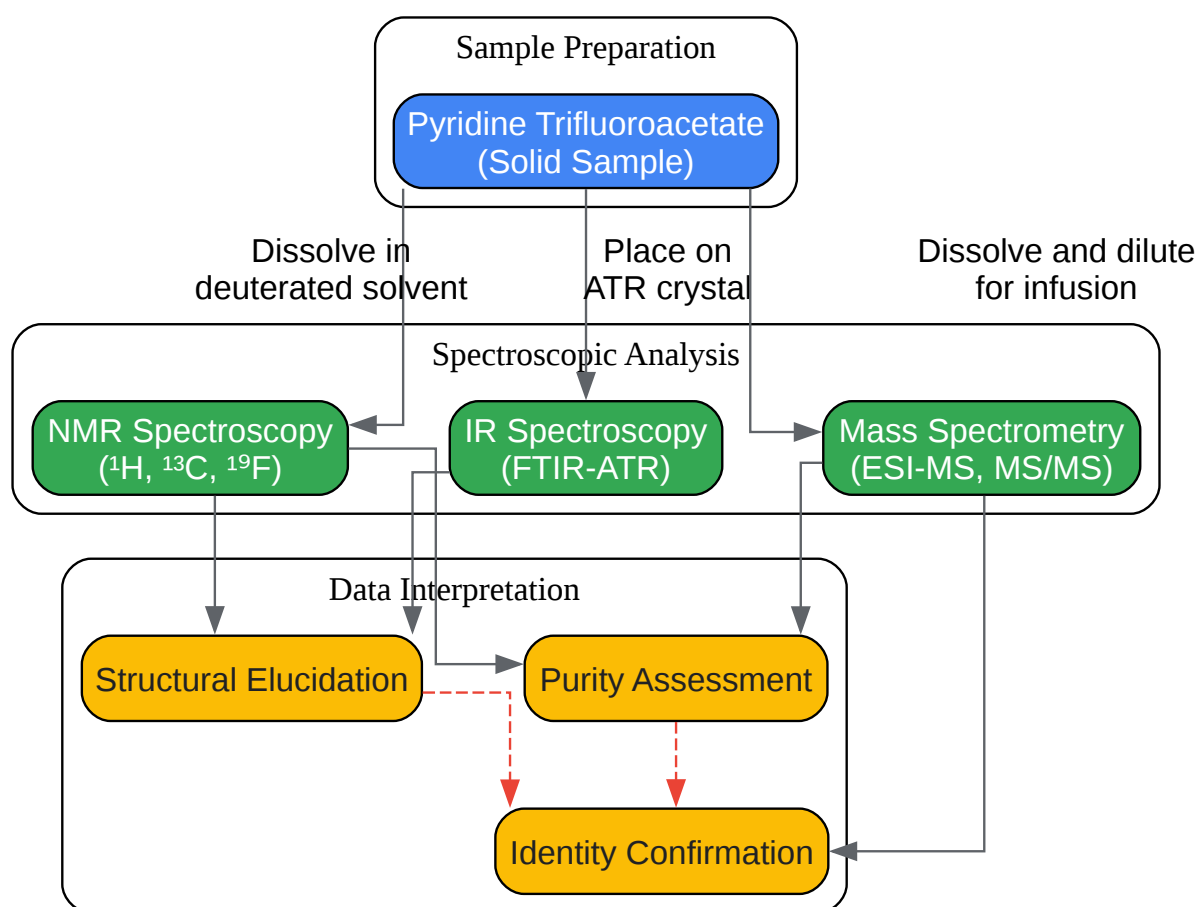 Sample Preparation
Pyridine Trifluoroacetate
(Solid Sample)
Dissolve in
deuterated solvent
Place on
ATR crystal
Dissolve and dilute
for infusion
Spectroscopic Analysis
NMR Spectroscopy
(¹H, ¹³C, ¹⁹F)
IR Spectroscopy
(FTIR-ATR)
Mass Spectrometry
(ESI-MS, MS/MS)
Data Interpretation
Structural Elucidation
Purity Assessment
Identity Confirmation